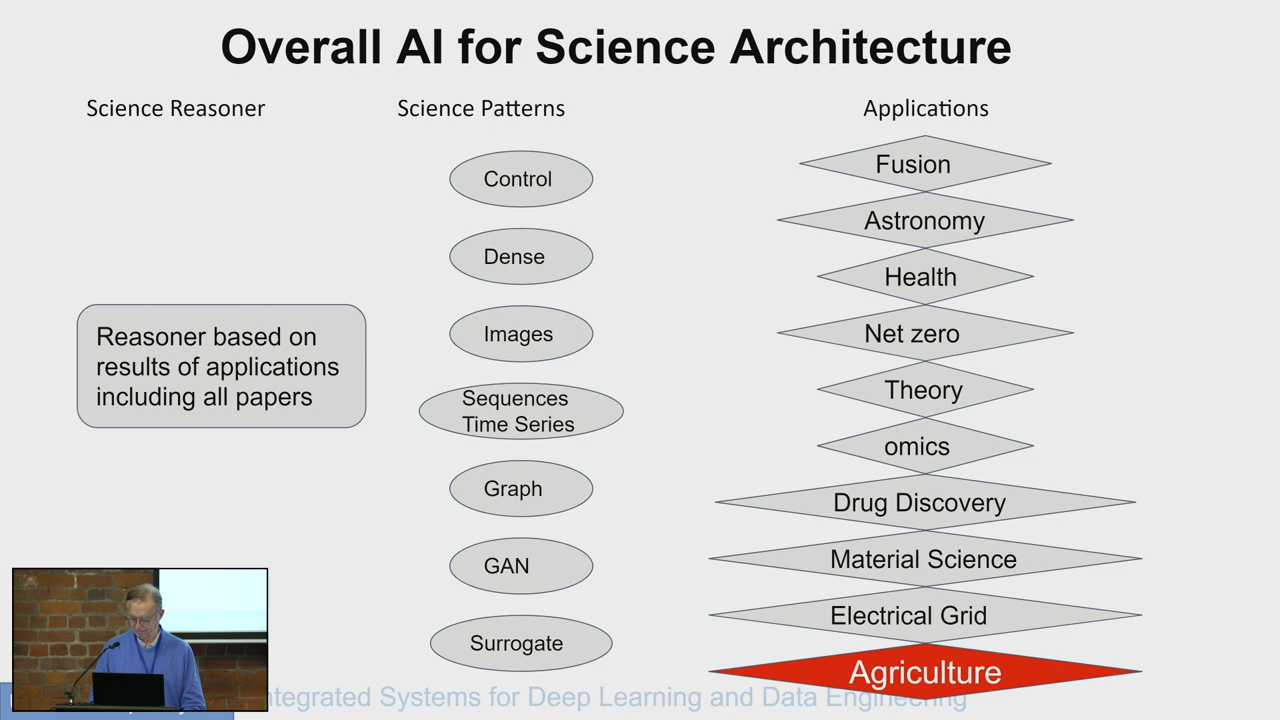 Overall AI for Science Architecture
Science Reasoner
Science Patterns
Applications
Reasoner based on
results of applications
including all papers
Control
Dense
Images
Sequences
Time Series
Graph
GAN
Surrogate
Fusion
Astronomy
Health
Net zero
Theory
omics
Drug Discovery
Material Science
Electrical Grid
Agriculture
Integrated Systems for Deep Learning and Data Engineering